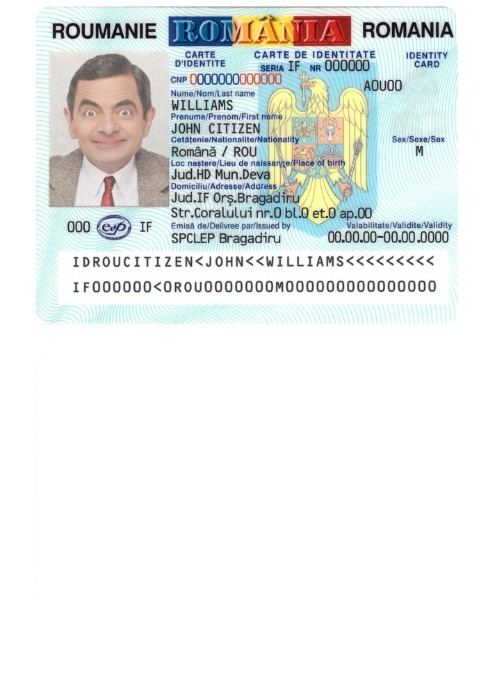 ROUMANIE ROMÂNIA ROMANIA
CARTE D'IDENTITE
CARTE DE IDENTITATE
IDENTITY CARD
SERIA IF NR 000000
CNP 0000000000000
A0U00
Nume/Nom/Last name
WILLIAMS
Prenume/Prenom/First name
JOHN CITIZEN
Cetăţenie/Nationalite/Nationality
Română / ROU
Sex/Sexe/Sex
M
Loc naştere/Lieu de naissance/Place of birth
Jud.HD Mun.Deva
Domiciliu/Adresse/Address
Jud.IF Orş.Bragadiru
Str.Coralului nr.0 bl.0 et.0 ap.00
Emisă de/Delivree par/Issued by
SPCLEP Bragadiru
Valabilitate/Validite/Validity
00.00.00-00.00.0000
000 IF
IDROUCITIZEN<JOHN<<WILLIAMS<<<<<<<<<
IF000000<0ROU0000000M000000000000000